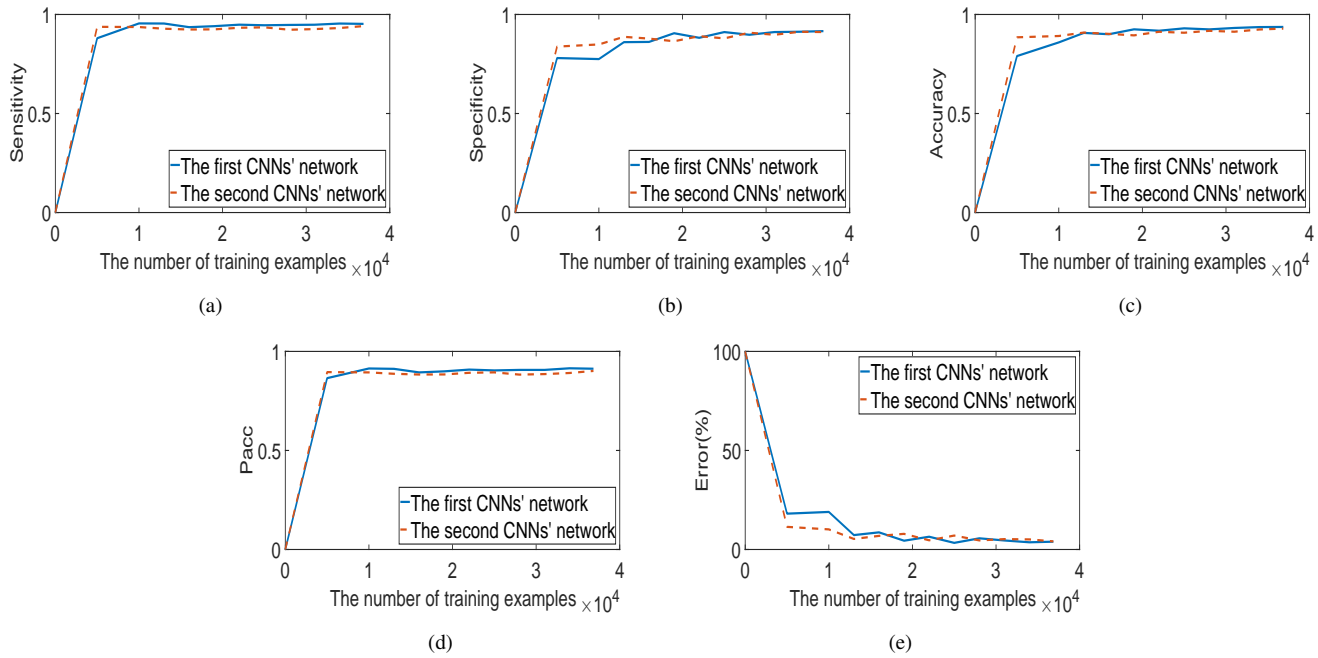 1
0.5
0
Sensitivity
The first CNNs' network
The second CNNs' network
0 1 2 3 4
The number of training examples ×10^4
(a)
1
0.5
0
Specificity
The first CNNs' network
The second CNNs' network
0 1 2 3 4
The number of training examples ×10^4
(b)
1
0.5
0
Accuracy
The first CNNs' network
The second CNNs' network
0 1 2 3 4
The number of training examples ×10^4
(c)
1
0.5
0
Pacc
The first CNNs' network
The second CNNs' network
0 1 2 3 4
The number of training examples ×10^4
(d)
100
50
0
Error(%)
The first CNNs' network
The second CNNs' network
0 1 2 3 4
The number of training examples ×10^4
(e)